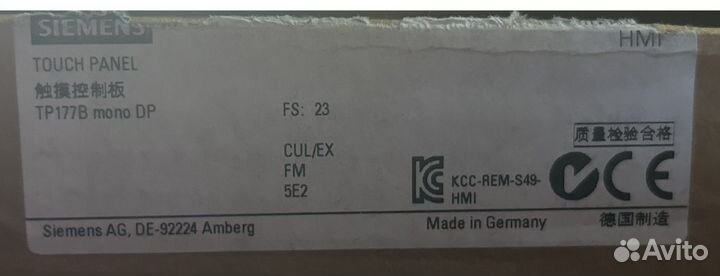 SIEMENS
HMI
TOUCH PANEL
触摸控制板
TP177B mono DP
FS: 23
质量检验合格
CUL/EX
FM
5E2
KCC-REM-S49-
HMI
CE
Siemens AG, DE-92224 Amberg
Made in Germany
德国制造
Avito